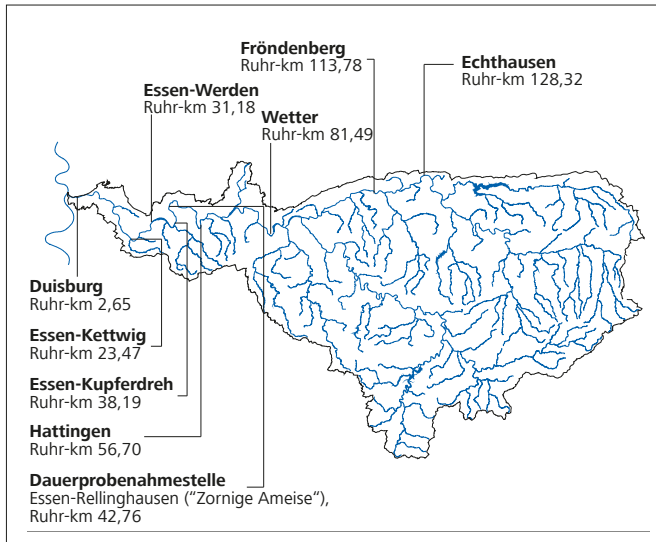 Fröndenberg
Ruhr-km 113,78
Echthausen
Ruhr-km 128,32
Essen-Werden
Ruhr-km 31,18
Wetter
Ruhr-km 81,49
Duisburg
Ruhr-km 2,65
Essen-Kettwig
Ruhr-km 23,47
Essen-Kupferdreh
Ruhr-km 38,19
Hattingen
Ruhr-km 56,70
Dauerprobenahmestelle
Essen-Rellinghausen (“Zornige Ameise“),
Ruhr-km 42,76